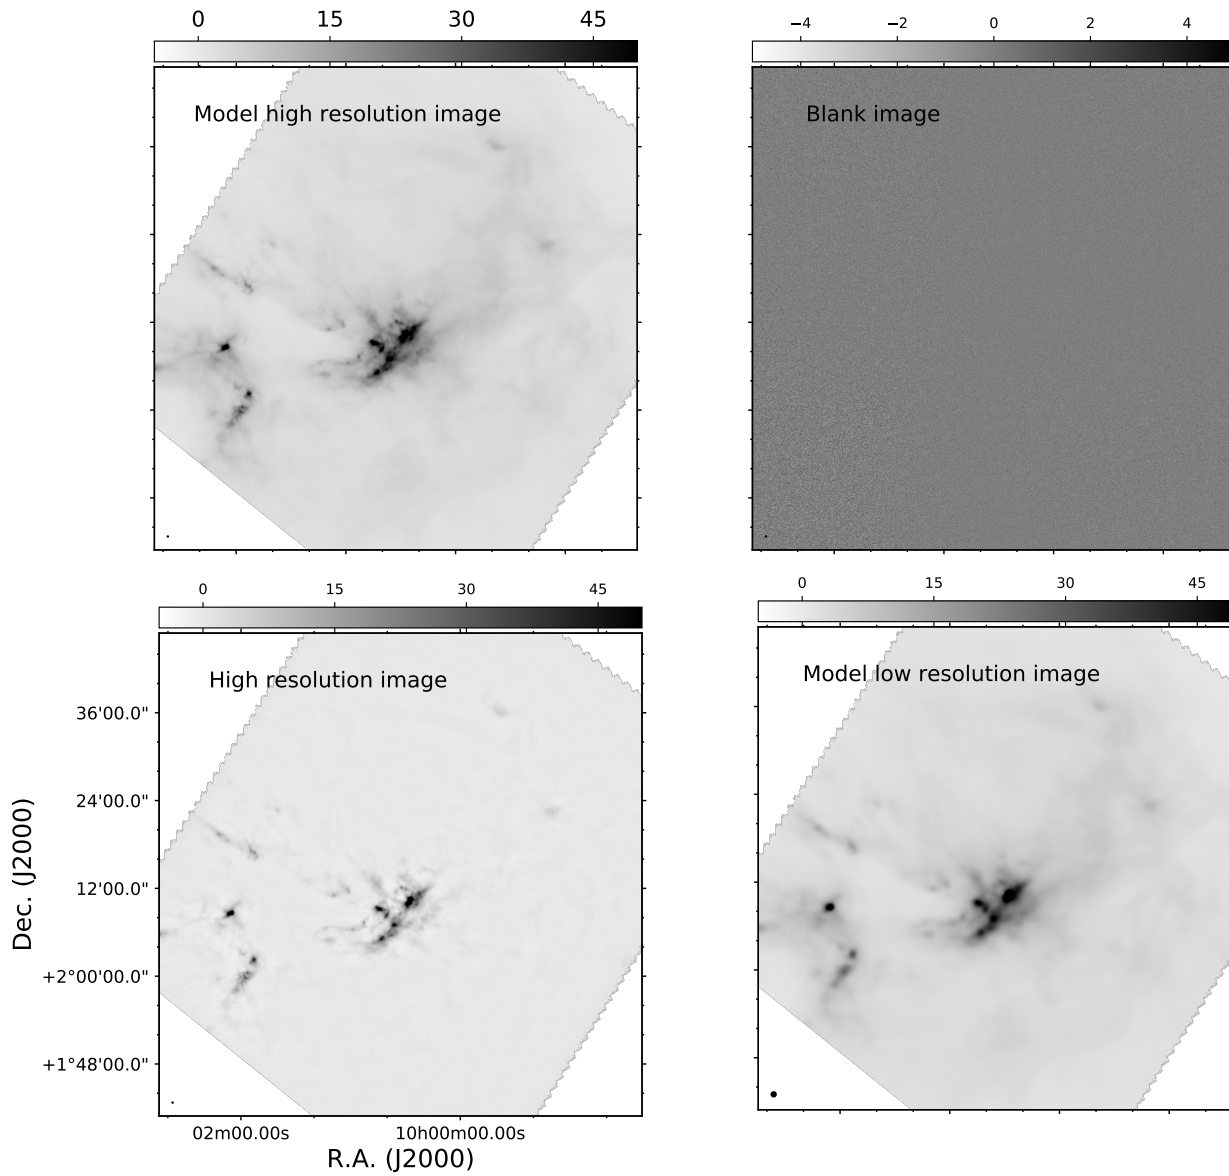 0 15 30 45
−4 −2 0 2 4
Model high resolution image
Blank image
0 15 30 45
0 15 30 45
High resolution image
Model low resolution image
36'00.0"
24'00.0"
12'00.0"
+2°00'00.0"
+1°48'00.0"
Dec. (J2000)
02m00.00s 10h00m00.00s
R.A. (J2000)